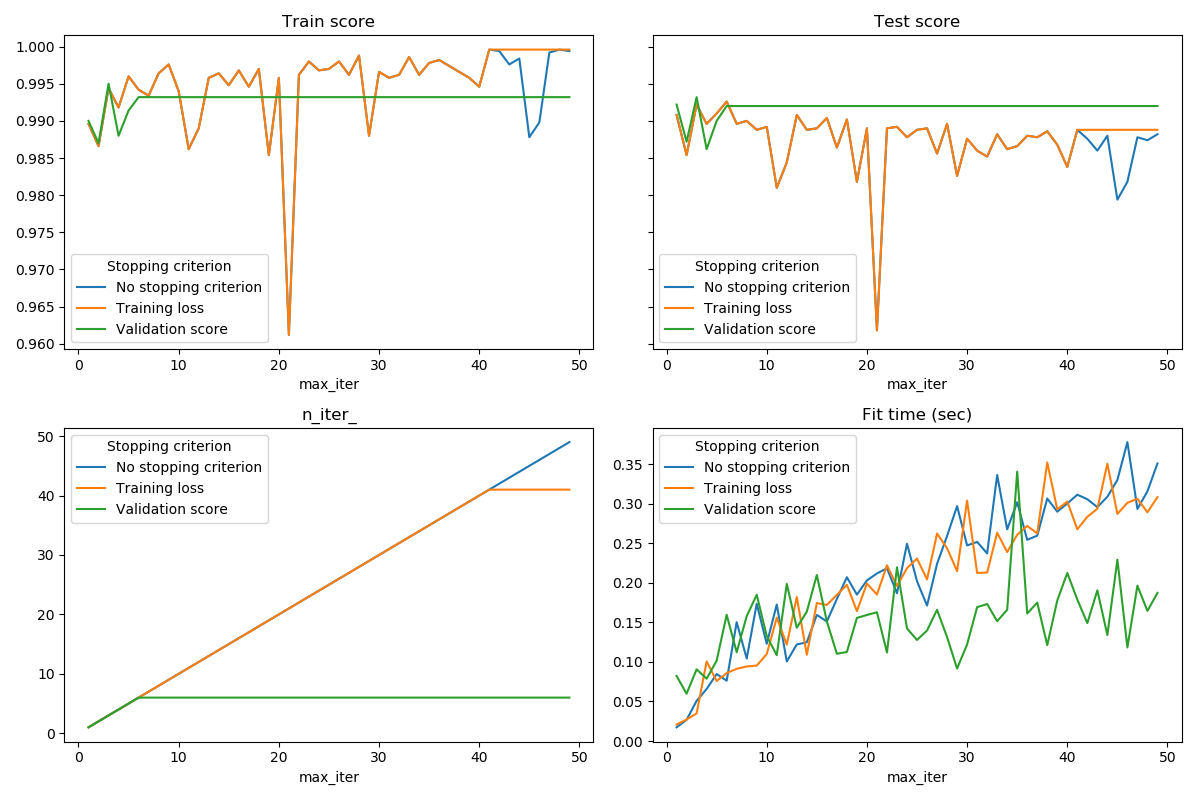 Train score
1.000
0.995
0.990
0.985
0.980
0.975
0.970
0.965
0.960
Stopping criterion
No stopping criterion
Training loss
Validation score
0 10 20 30 40 50
max_iter
Test score
Stopping criterion
No stopping criterion
Training loss
Validation score
0 10 20 30 40 50
max_iter
n_iter_
50
40
30
20
10
0
Stopping criterion
No stopping criterion
Training loss
Validation score
0 10 20 30 40 50
max_iter
Fit time (sec)
0.35
0.30
0.25
0.20
0.15
0.10
0.05
0.00
Stopping criterion
No stopping criterion
Training loss
Validation score
0 10 20 30 40 50
max_iter